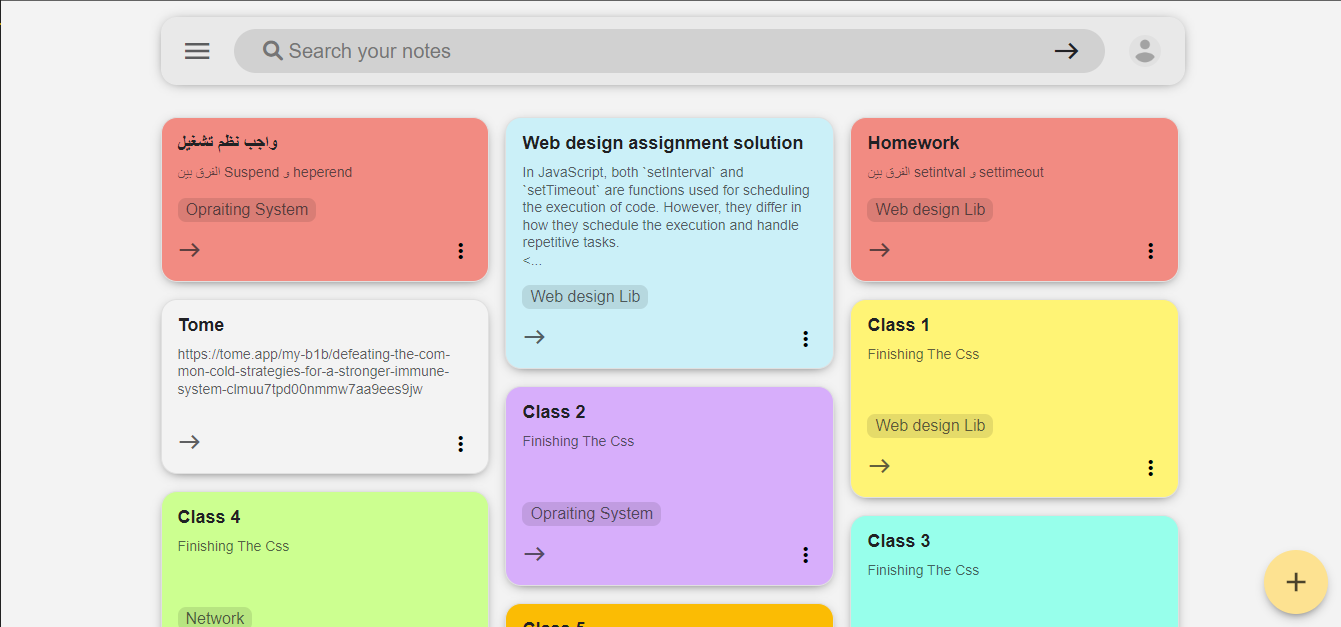 Search your notes
واجب نظم تشغيل
الفرق بين Suspend و heperend
Opraiting System
Web design assignment solution
In JavaScript, both `setInterval` and
`setTimeout` are functions used for scheduling
the execution of code. However, they differ in
how they schedule the execution and handle
repetitive tasks.
<...
Web design Lib
Homework
الفرق بين setintval و settimeout
Web design Lib
Tome
https://tome.app/my-b1b/defeating-the-com-
mon-cold-strategies-for-a-stronger-immune-
system-clmuu7tpd00nmmw7aa9ees9jw
Class 2
Finishing The Css
Opraiting System
Class 1
Finishing The Css
Web design Lib
Class 4
Finishing The Css
Network
Class 5
Class 3
Finishing The Css